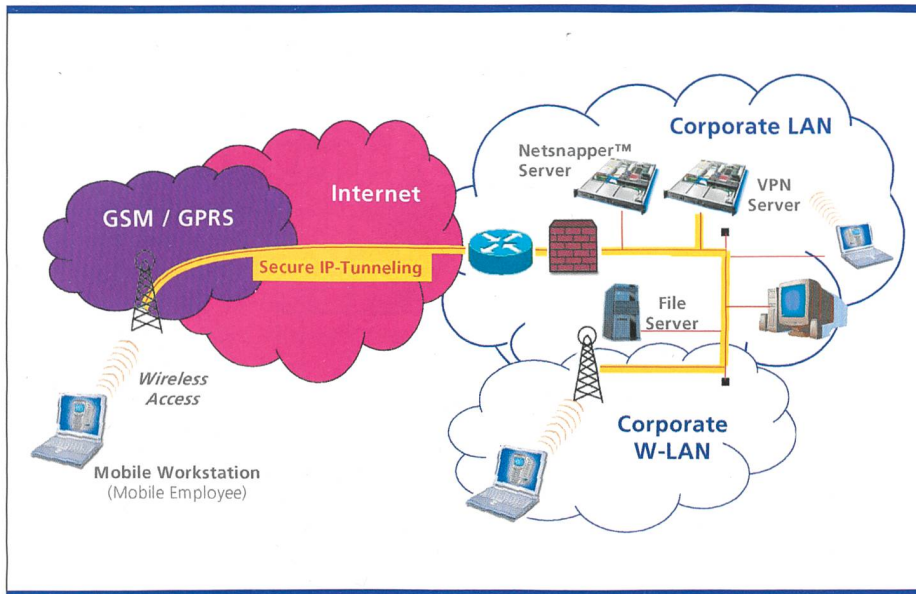 Corporate LAN
Netsnapper™
Server
VPN
Server
Internet
GSM / GPRS
Secure IP-Tunneling
File
Server
Wireless
Access
Corporate
W-LAN
Mobile Workstation
(Mobile Employee)